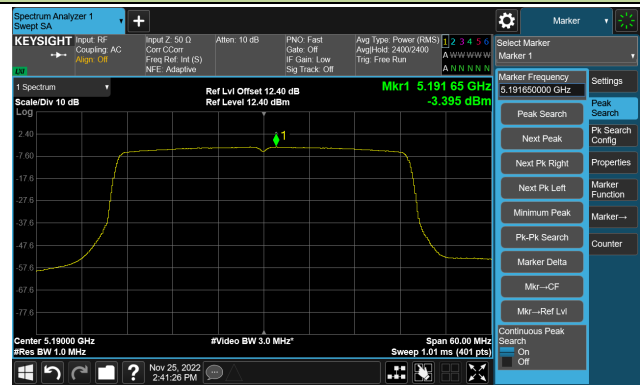 Spectrum Analyzer 1
Swept SA
Marker
KEYSIGHT
Input: RF
Coupling: AC
Align: Off
Input Z: 50 Ω
Corr CCorr
Freq Ref: Int (S)
NFE: Adaptive
Atten: 10 dB
PNO: Fast
Gate: Off
IF Gain: Low
Sig Track: Off
Avg Type: Power (RMS)
Avg|Hold: 2400/2400
Trig: Free Run
1 2 3 4 5 6
A W W W W W
A N N N N N
Select Marker
Marker 1
Marker Frequency
5.191650000 GHz
Peak Search
Next Peak
Next Pk Right
Next Pk Left
Minimum Peak
Pk-Pk Search
Marker Delta
Mkr→CF
Mkr→Ref Lvl
Continuous Peak
Search
On
Off
Settings
Peak
Search
Pk Search
Config
Properties
Marker
Function
Marker→
Counter
1 Spectrum
Scale/Div 10 dB
Log
Ref Lvl Offset 12.40 dB
Ref Level 12.40 dBm
Mkr1 5.191 65 GHz
-3.395 dBm
1
2.40
-7.60
-17.6
-27.6
-37.6
-47.6
-57.6
-67.6
-77.6
Center 5.19000 GHz
#Res BW 1.0 MHz
#Video BW 3.0 MHz*
Span 60.00 MHz
Sweep 1.01 ms (401 pts)
?
Nov 25, 2022
2:41:26 PM